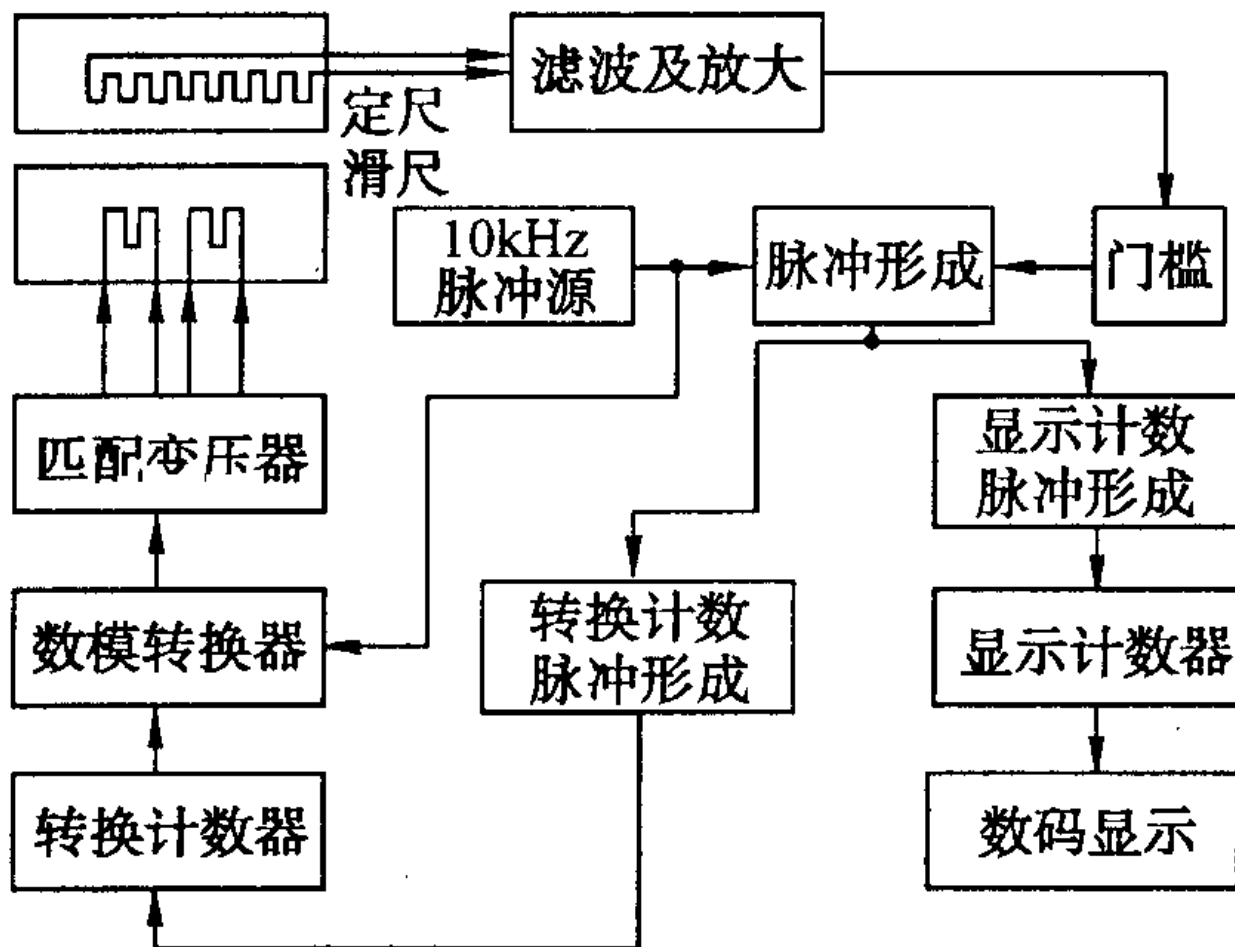 滤波及放大
定尺
滑尺
10kHz
脉冲源
脉冲形成
门槛
匹配变压器
显示计数
脉冲形成
数模转换器
转换计数
脉冲形成
显示计数器
转换计数器
数码显示